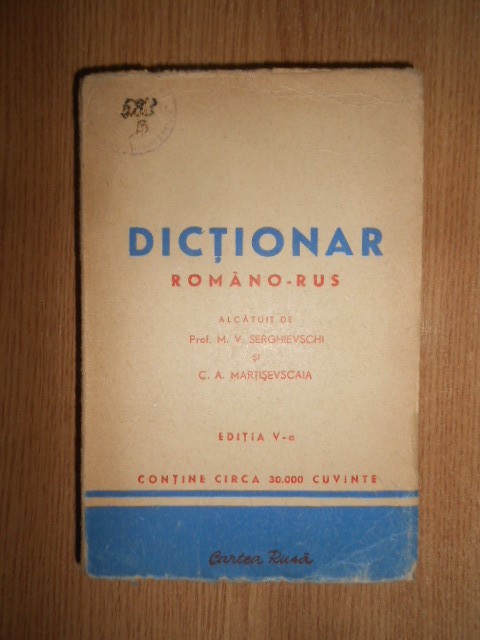 DICȚIONAR
ROMÂNO-RUS
ALCĂTUIT DE
Prof. M. V. SERGHIEVSCHI
ȘI
C. A. MARTIȘEVSCAIA
EDIȚIA V-a
CONȚINE CIRCA 30.000 CUVINTE
Cartea Rusă